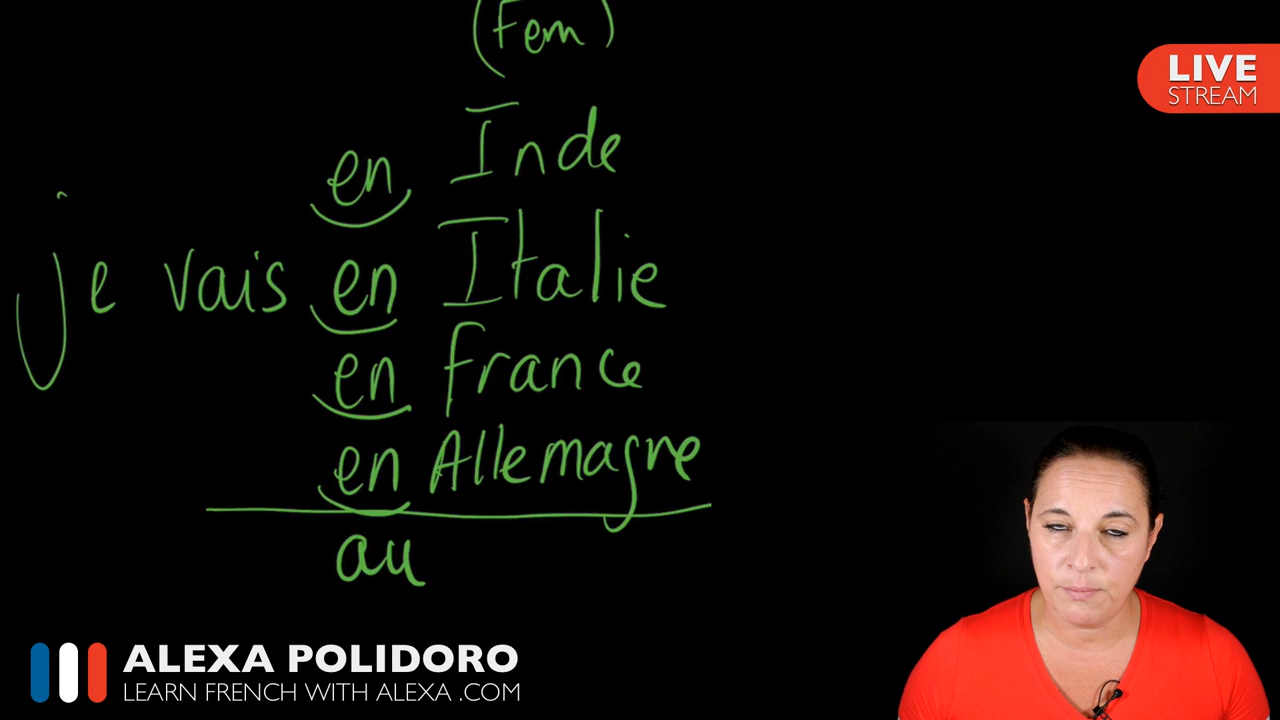 (Fem)
LIVE
STREAM
en Inde
je vais en Italie
en france
en Allemagne
au
ALEXA POLIDORO
LEARN FRENCH WITH ALEXA .COM